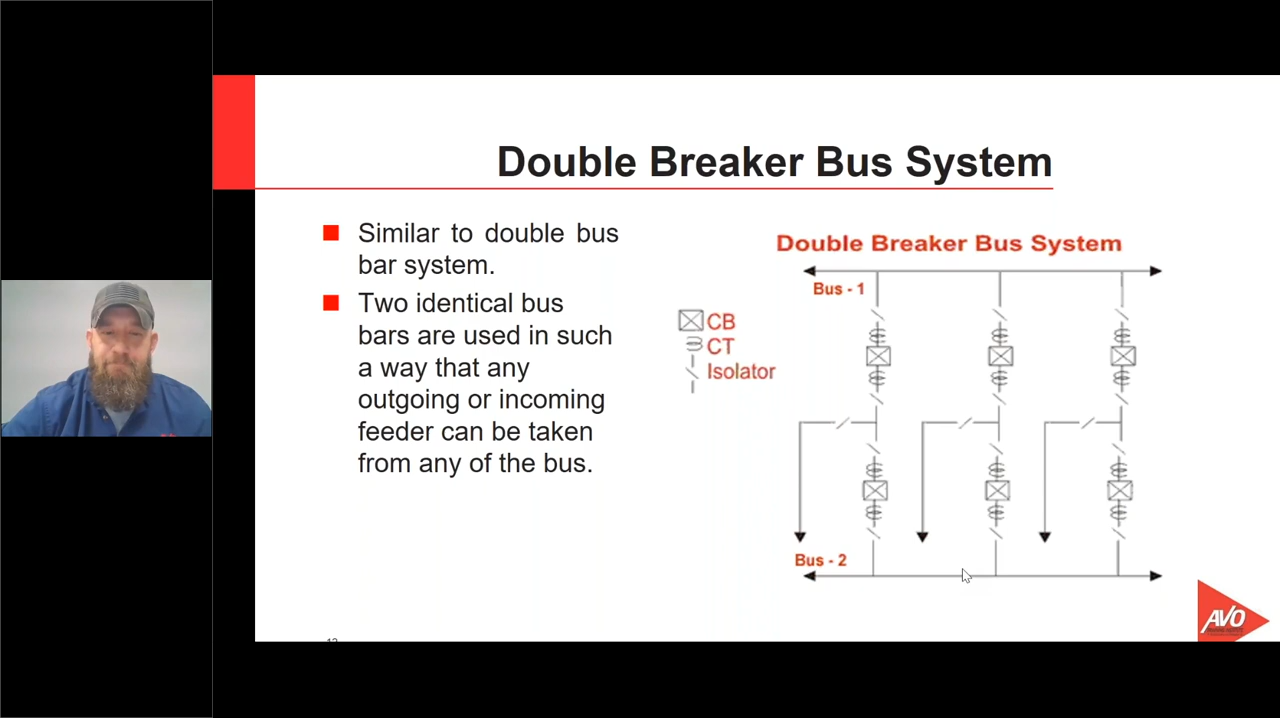 Double Breaker Bus System
Similar to double bus
bar system.
Two identical bus
bars are used in such
a way that any
outgoing or incoming
feeder can be taken
from any of the bus.
Double Breaker Bus System
Bus - 1
CB
CT
Isolator
Bus - 2
AVO